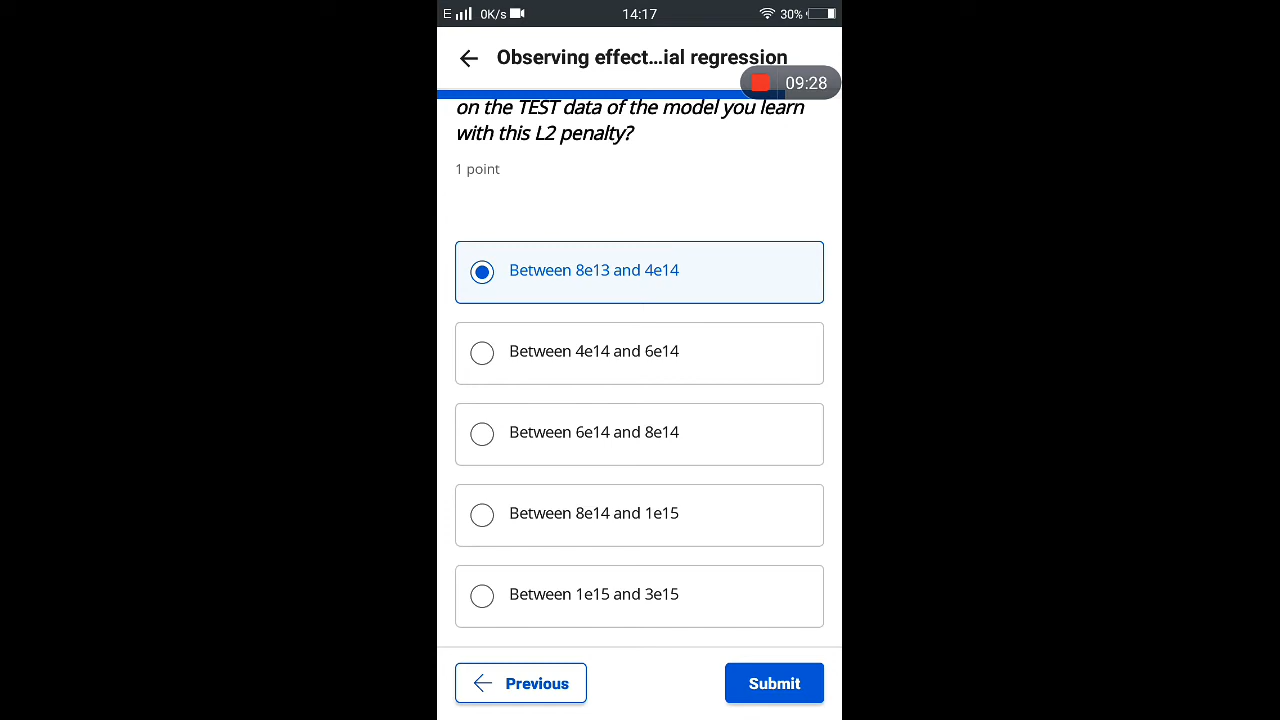 E 0K/s 14:17 30%
Observing effect...ial regression
09:28
on the TEST data of the model you learn
with this L2 penalty?
1 point
Between 8e13 and 4e14
Between 4e14 and 6e14
Between 6e14 and 8e14
Between 8e14 and 1e15
Between 1e15 and 3e15
Previous Submit